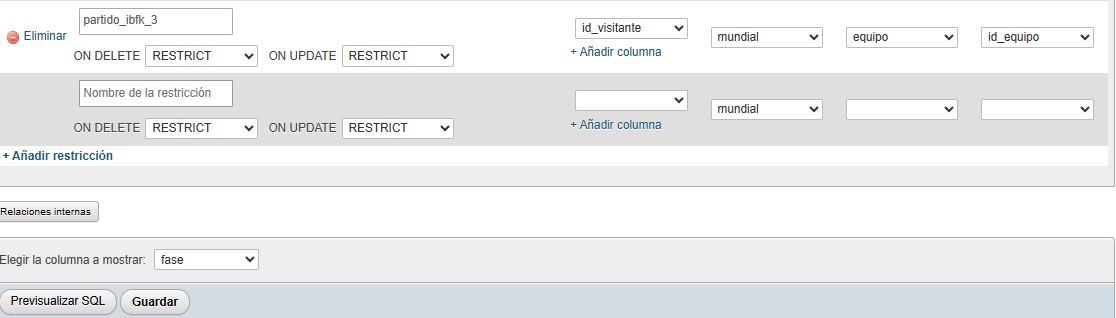 partido_ibfk_3
Eliminar
id_visitante
mundial
equipo
id_equipo
ON DELETE RESTRICT ON UPDATE RESTRICT
+ Añadir columna
Nombre de la restricción
mundial
ON DELETE RESTRICT ON UPDATE RESTRICT
+ Añadir columna
+ Añadir restricción
Relaciones internas
Elegir la columna a mostrar: fase
Previsualizar SQL Guardar